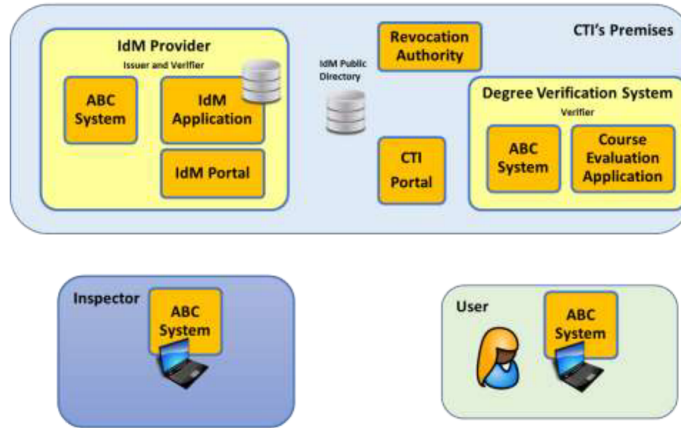 CTI's Premises
IdM Provider
Issuer and Verifier
ABC
System
IdM
Application
IdM Portal
IdM Public
Directory
Revocation
Authority
CTI
Portal
Degree Verification System
Verifier
ABC
System
Course
Evaluation
Application
Inspector
ABC
System
User
ABC
System